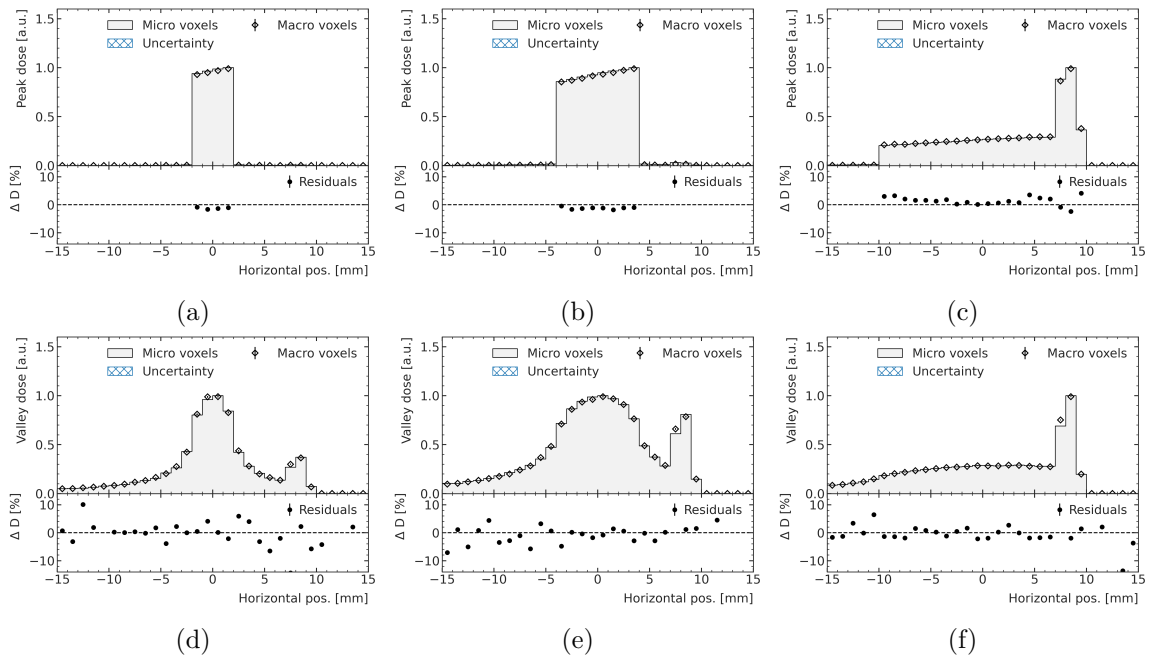 Peak dose [a.u.]
1.5
1.0
0.5
0.0
Micro voxels
Macro voxels
Uncertainty
Δ D [%]
10
0
−10
Residuals
−15 −10 −5 0 5 10 15
Horizontal pos. [mm]
(a)
Peak dose [a.u.]
1.5
1.0
0.5
0.0
Micro voxels
Macro voxels
Uncertainty
Δ D [%]
10
0
−10
Residuals
−15 −10 −5 0 5 10 15
Horizontal pos. [mm]
(b)
Peak dose [a.u.]
1.5
1.0
0.5
0.0
Micro voxels
Macro voxels
Uncertainty
Δ D [%]
10
0
−10
Residuals
−15 −10 −5 0 5 10 15
Horizontal pos. [mm]
(c)
Valley dose [a.u.]
1.5
1.0
0.5
0.0
Micro voxels
Macro voxels
Uncertainty
Δ D [%]
10
0
−10
Residuals
−15 −10 −5 0 5 10 15
Horizontal pos. [mm]
(d)
Valley dose [a.u.]
1.5
1.0
0.5
0.0
Micro voxels
Macro voxels
Uncertainty
Δ D [%]
10
0
−10
Residuals
−15 −10 −5 0 5 10 15
Horizontal pos. [mm]
(e)
Valley dose [a.u.]
1.5
1.0
0.5
0.0
Micro voxels
Macro voxels
Uncertainty
Δ D [%]
10
0
−10
Residuals
−15 −10 −5 0 5 10 15
Horizontal pos. [mm]
(f)